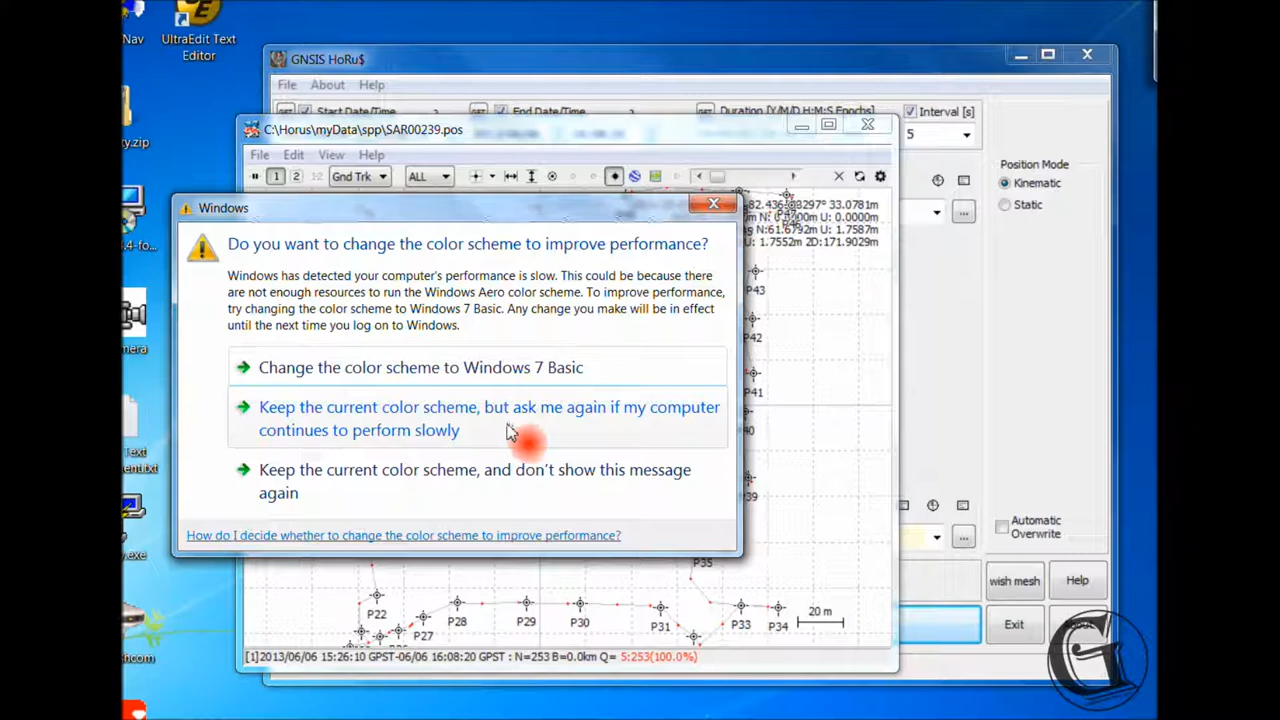 Nav
UltraEdit Text
Editor
GNSIS HoRu$
File About Help
Start Date/Time ? End Date/Time ? Duration [Y/M/D H:M:S Epochs] Interval [s]
C:\Horus\myData\spp\SAR00239.pos
5
File Edit View Help
xy.zip
1 2 Gnd Trk ALL
Position Mode
Kinematic
Static
Windows
Do you want to change the color scheme to improve performance?
Windows has detected your computer's performance is slow. This could be because there
are not enough resources to run the Windows Aero color scheme. To improve performance,
try changing the color scheme to Windows 7 Basic. Any change you make will be in effect
until the next time you log on to Windows.
U: 1.7552m 2D:171.9029m
P43
P42
P41
Change the color scheme to Windows 7 Basic
Keep the current color scheme, but ask me again if my computer
continues to perform slowly
Keep the current color scheme, and don't show this message
again
How do I decide whether to change the color scheme to improve performance?
Automatic
Overwrite
P35
wish mesh Help
P22
P27 P28 P29 P30 P31 P33 P34
20 m
Exit
[1]2013/06/06 15:26:10 GPST-06/06 16:08:20 GPST : N=253 B=0.0km Q= 5:253(100.0%)
G